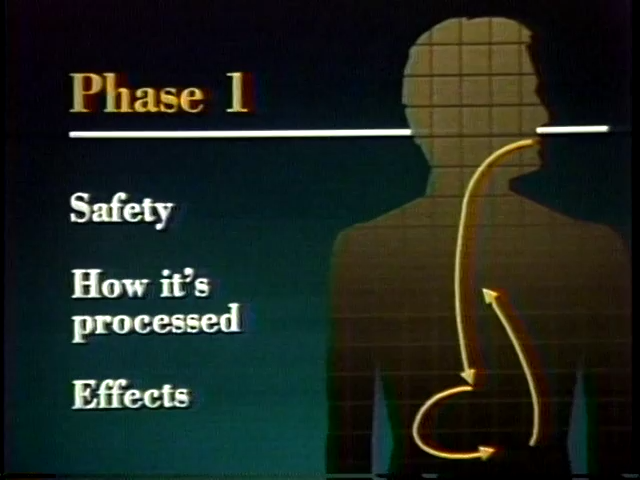 Phase 1
Safety
How it's
processed
Effects